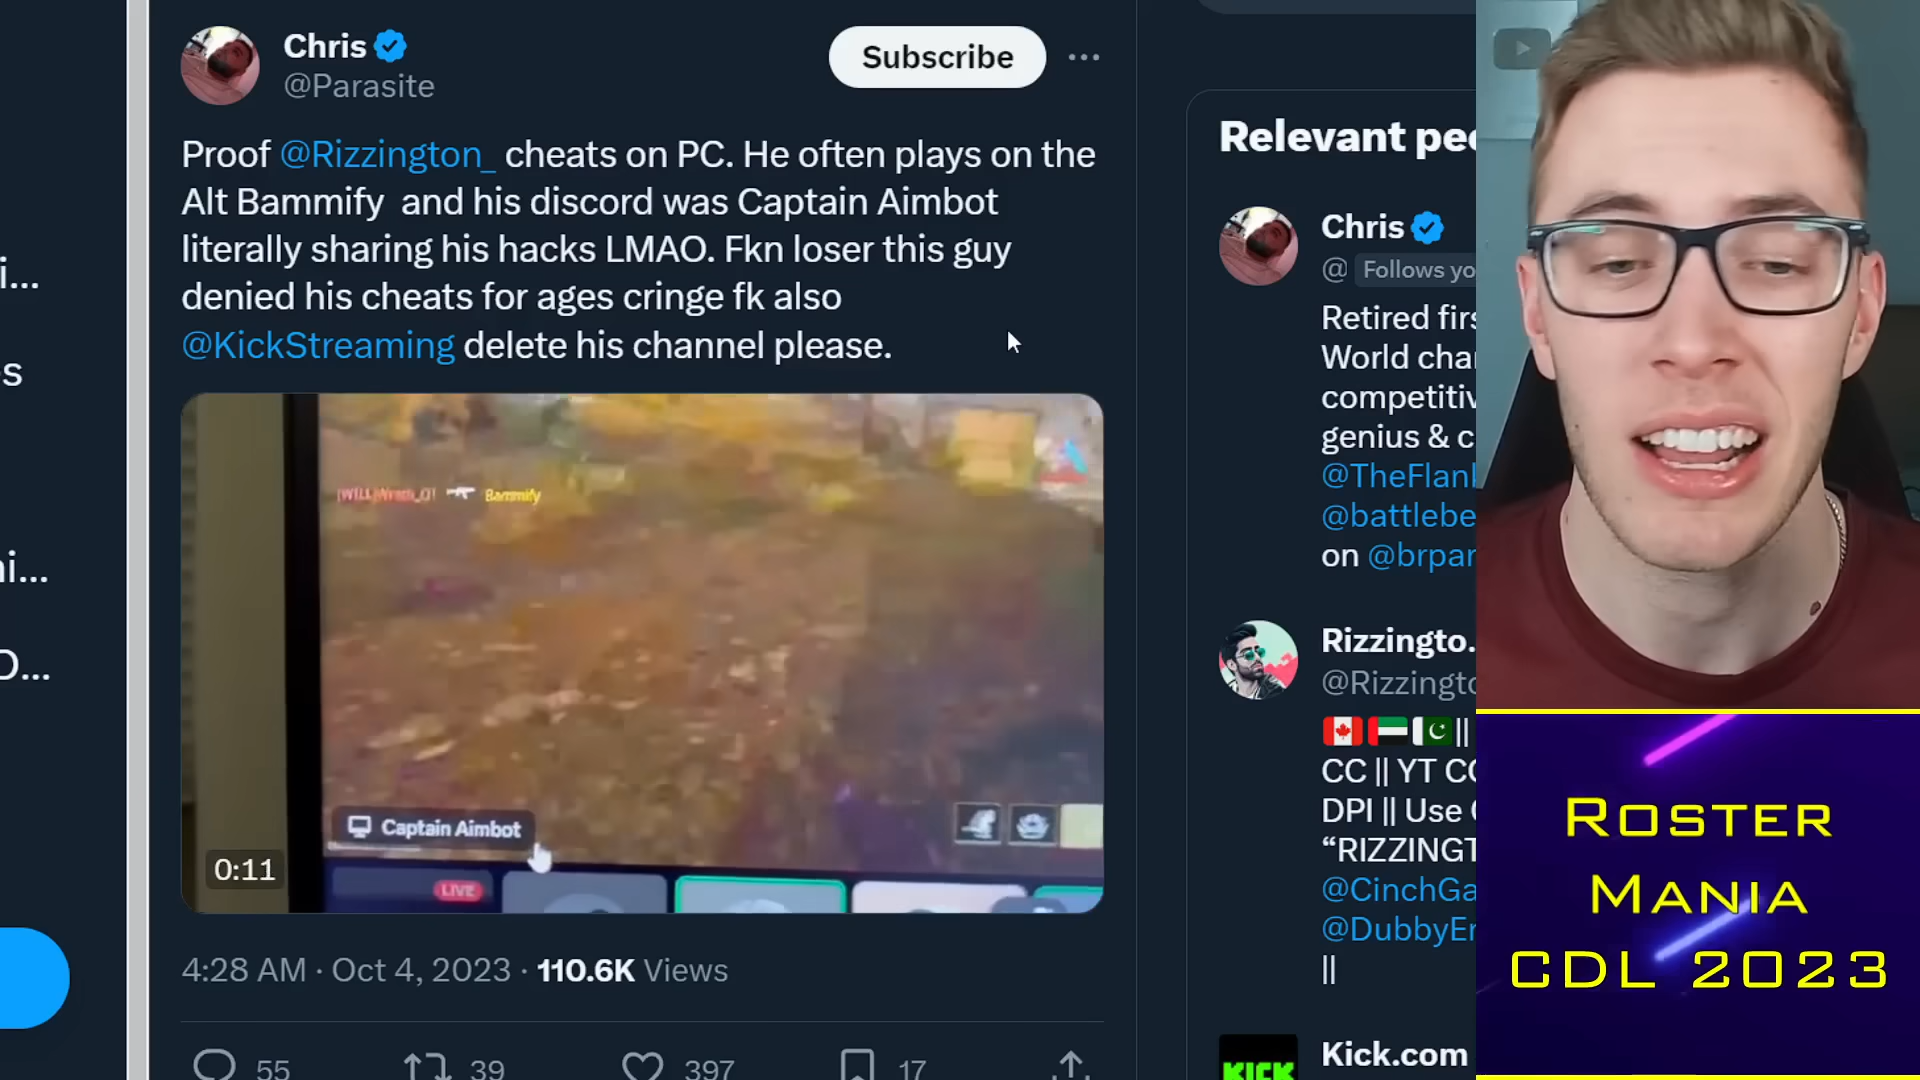 Chris
@Parasite
Subscribe
Proof @Rizzington_ cheats on PC. He often plays on the
Alt Bammify and his discord was Captain Aimbot
literally sharing his hacks LMAO. Fkn loser this guy
denied his cheats for ages cringe fk also
@KickStreaming delete his channel please.
Bammify
Captain Aimbot
0:11
LIVE
4:28 AM · Oct 4, 2023 · 110.6K Views
55
39
397
17
Relevant pe
Chris
@ Follows yo
Retired firs
World cha
competitiv
genius & c
@TheFlan
@battlebe
on @brpar
Rizzingto.
@Rizzingto
||
CC || YT CO
DPI || Use
“RIZZINGT
@CinchGa
@DubbyEr
||
Kick.com
KICK
Roster
Mania
CDL 2023